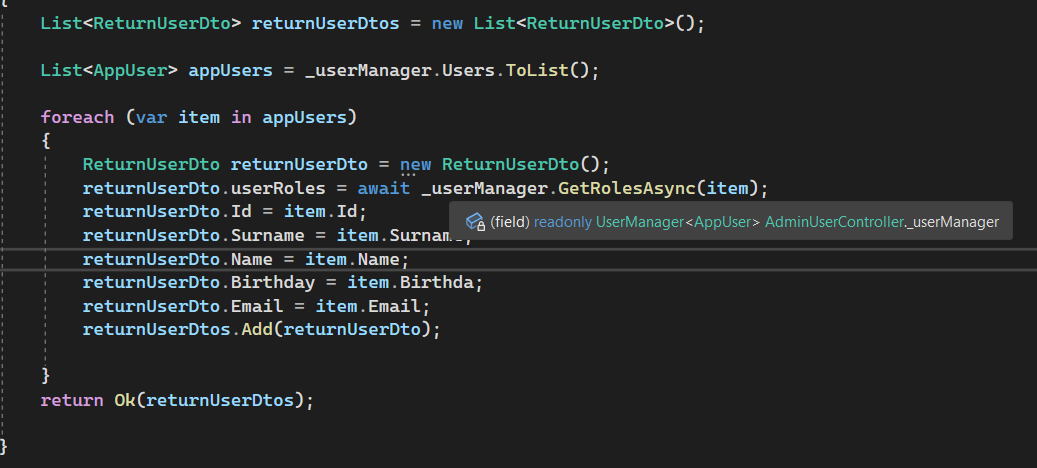 {
List<ReturnUserDto> returnUserDtos = new List<ReturnUserDto>();
List<AppUser> appUsers = _userManager.Users.ToList();
foreach (var item in appUsers)
{
ReturnUserDto returnUserDto = new ReturnUserDto();
returnUserDto.userRoles = await _userManager.GetRolesAsync(item);
returnUserDto.Id = item.Id;
(field) readonly UserManager<AppUser> AdminUserController._userManager
returnUserDto.Surname = item.Surname;
returnUserDto.Name = item.Name;
returnUserDto.Birthday = item.Birthda;
returnUserDto.Email = item.Email;
returnUserDtos.Add(returnUserDto);
}
return Ok(returnUserDtos);
}